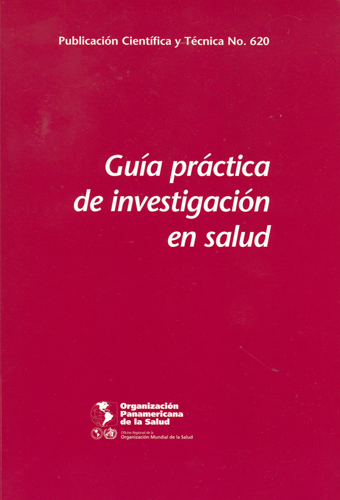 Publicación Científica y Técnica No. 620
Guía práctica
de investigación
en salud
Organización
Panamericana
de la Salud
Oficina Regional de la
Organización Mundial de la Salud